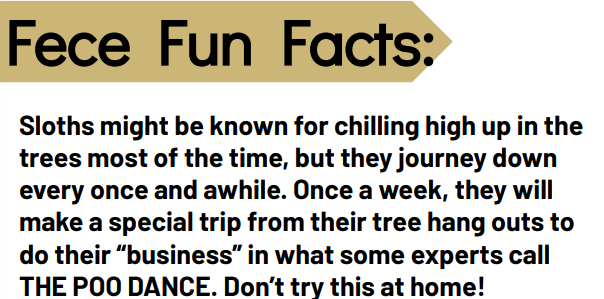 Fece Fun Facts:
Sloths might be known for chilling high up in the
trees most of the time, but they journey down
every once and awhile. Once a week, they will
make a special trip from their tree hang outs to
do their “business” in what some experts call
THE POO DANCE. Don’t try this at home!